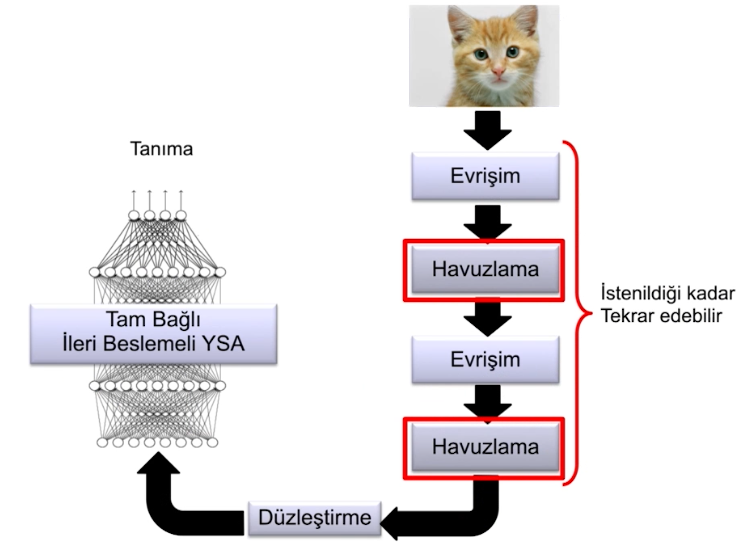 Evrişim
Havuzlama
Evrişim
Havuzlama
İstenildiği kadar
Tekrar edebilir
Düzleştirme
Tam Bağlı
İleri Beslemeli YSA
Tanıma